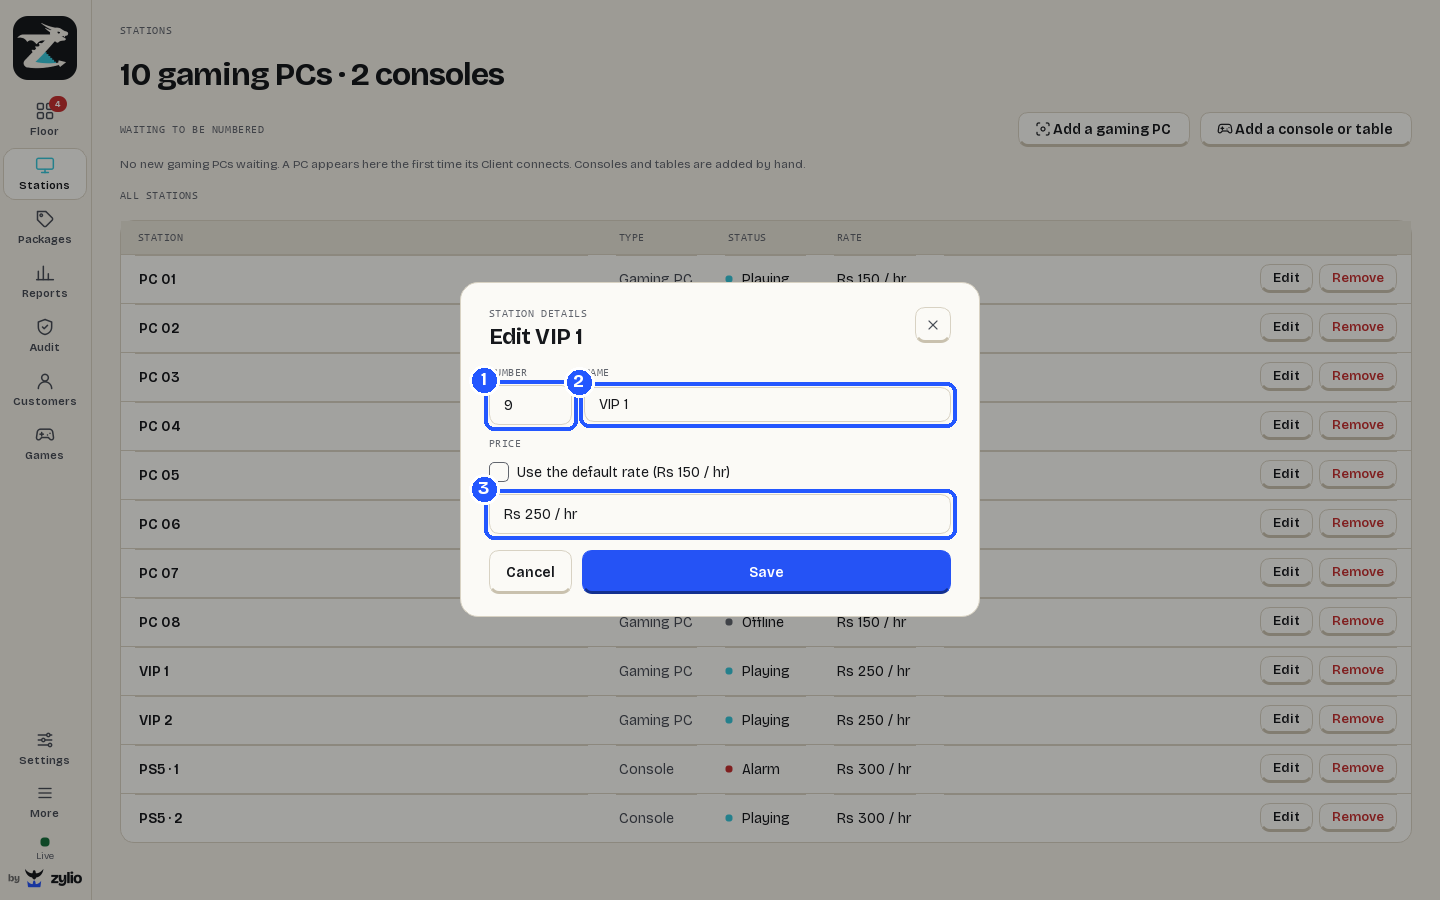 STATIONS
10 gaming PCs · 2 consoles
4
Floor
Stations
Packages
Reports
Audit
Customers
Games
Settings
More
Live
by zylio
WAITING TO BE NUMBERED
Add a gaming PC
Add a console or table
No new gaming PCs waiting. A PC appears here the first time its Client connects. Consoles and tables are added by hand.
ALL STATIONS
STATION TYPE STATUS RATE
PC 01 Gaming PC Playing Rs 150 / hr Edit Remove
PC 02 Edit Remove
PC 03 Edit Remove
PC 04 Edit Remove
PC 05 Edit Remove
PC 06 Edit Remove
PC 07 Edit Remove
PC 08 Gaming PC Offline Rs 150 / hr Edit Remove
VIP 1 Gaming PC Playing Rs 250 / hr Edit Remove
VIP 2 Gaming PC Playing Rs 250 / hr Edit Remove
PS5 · 1 Console Alarm Rs 300 / hr Edit Remove
PS5 · 2 Console Playing Rs 300 / hr Edit Remove
STATION DETAILS
Edit VIP 1
1
2
9
VIP 1
PRICE
Use the default rate (Rs 150 / hr)
3
Rs 250 / hr
Cancel
Save